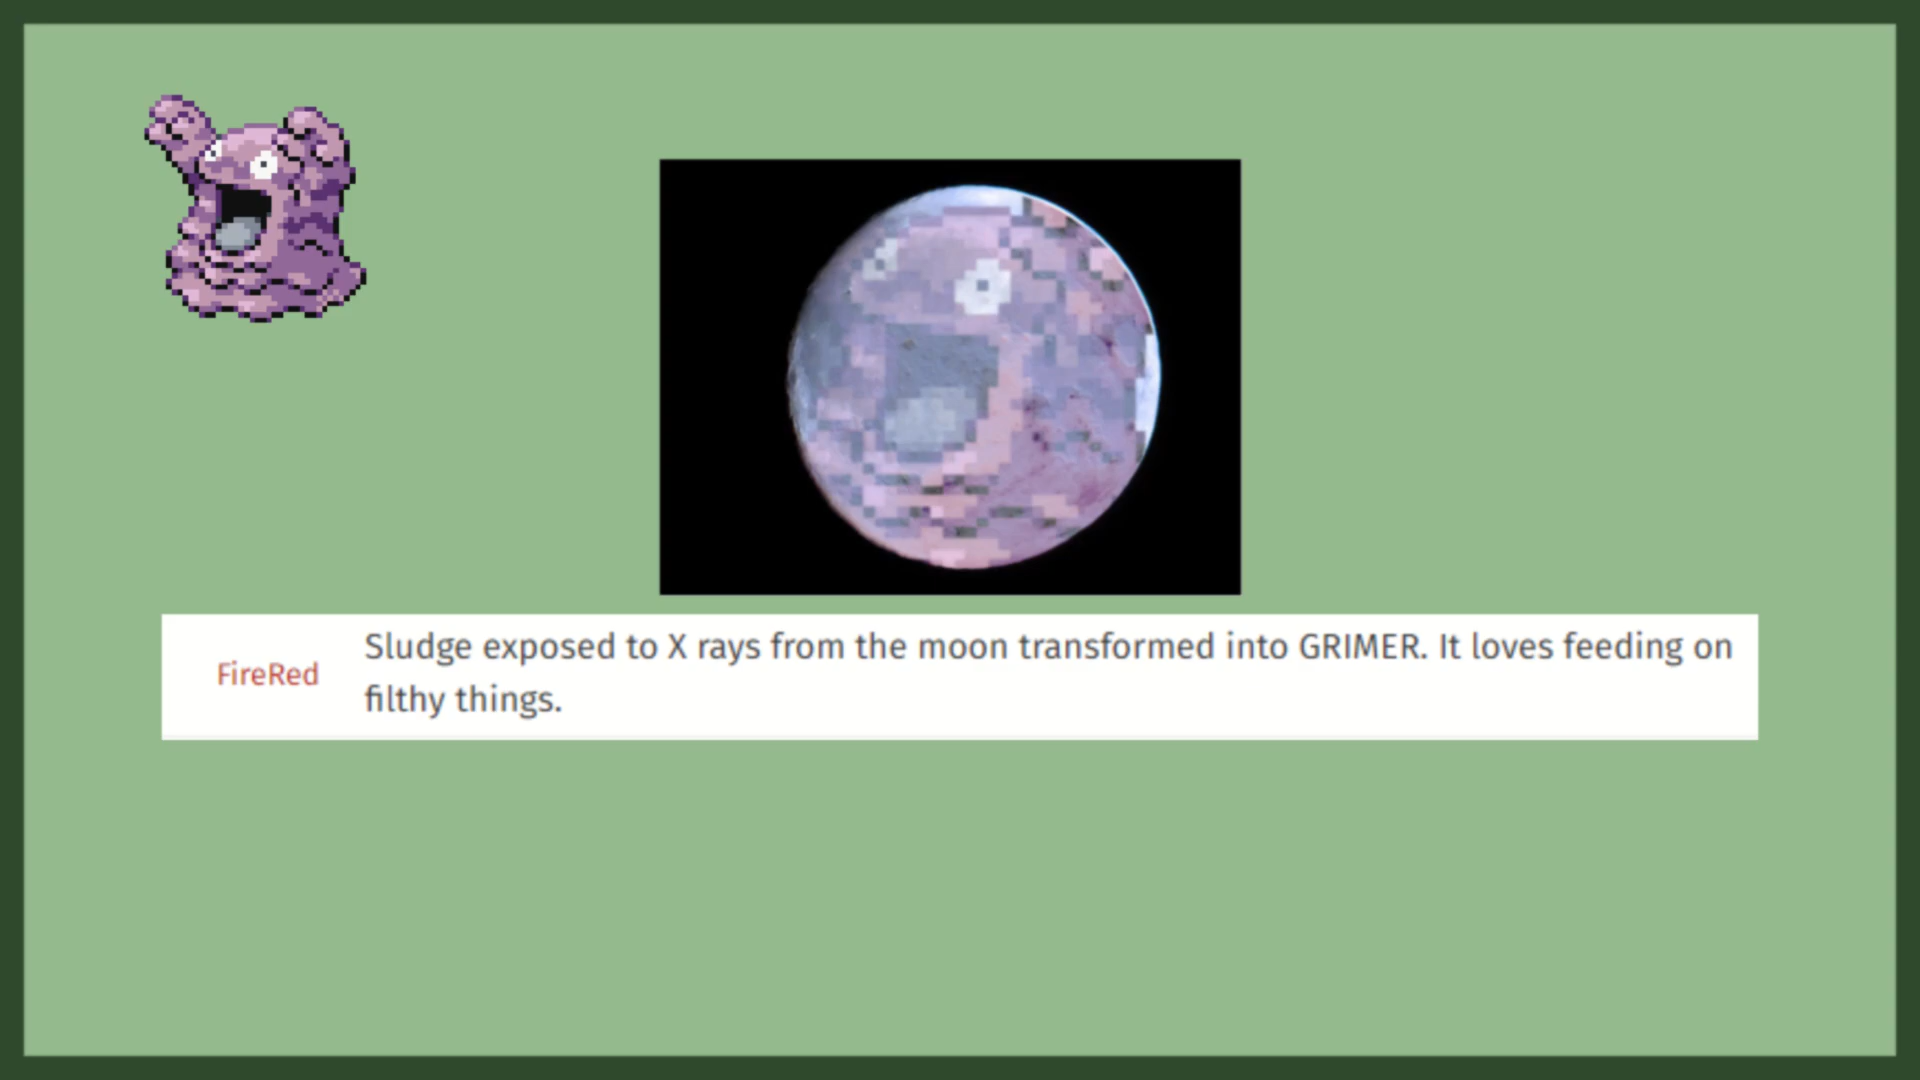 FireRed
Sludge exposed to X rays from the moon transformed into GRIMER. It loves feeding on
filthy things.